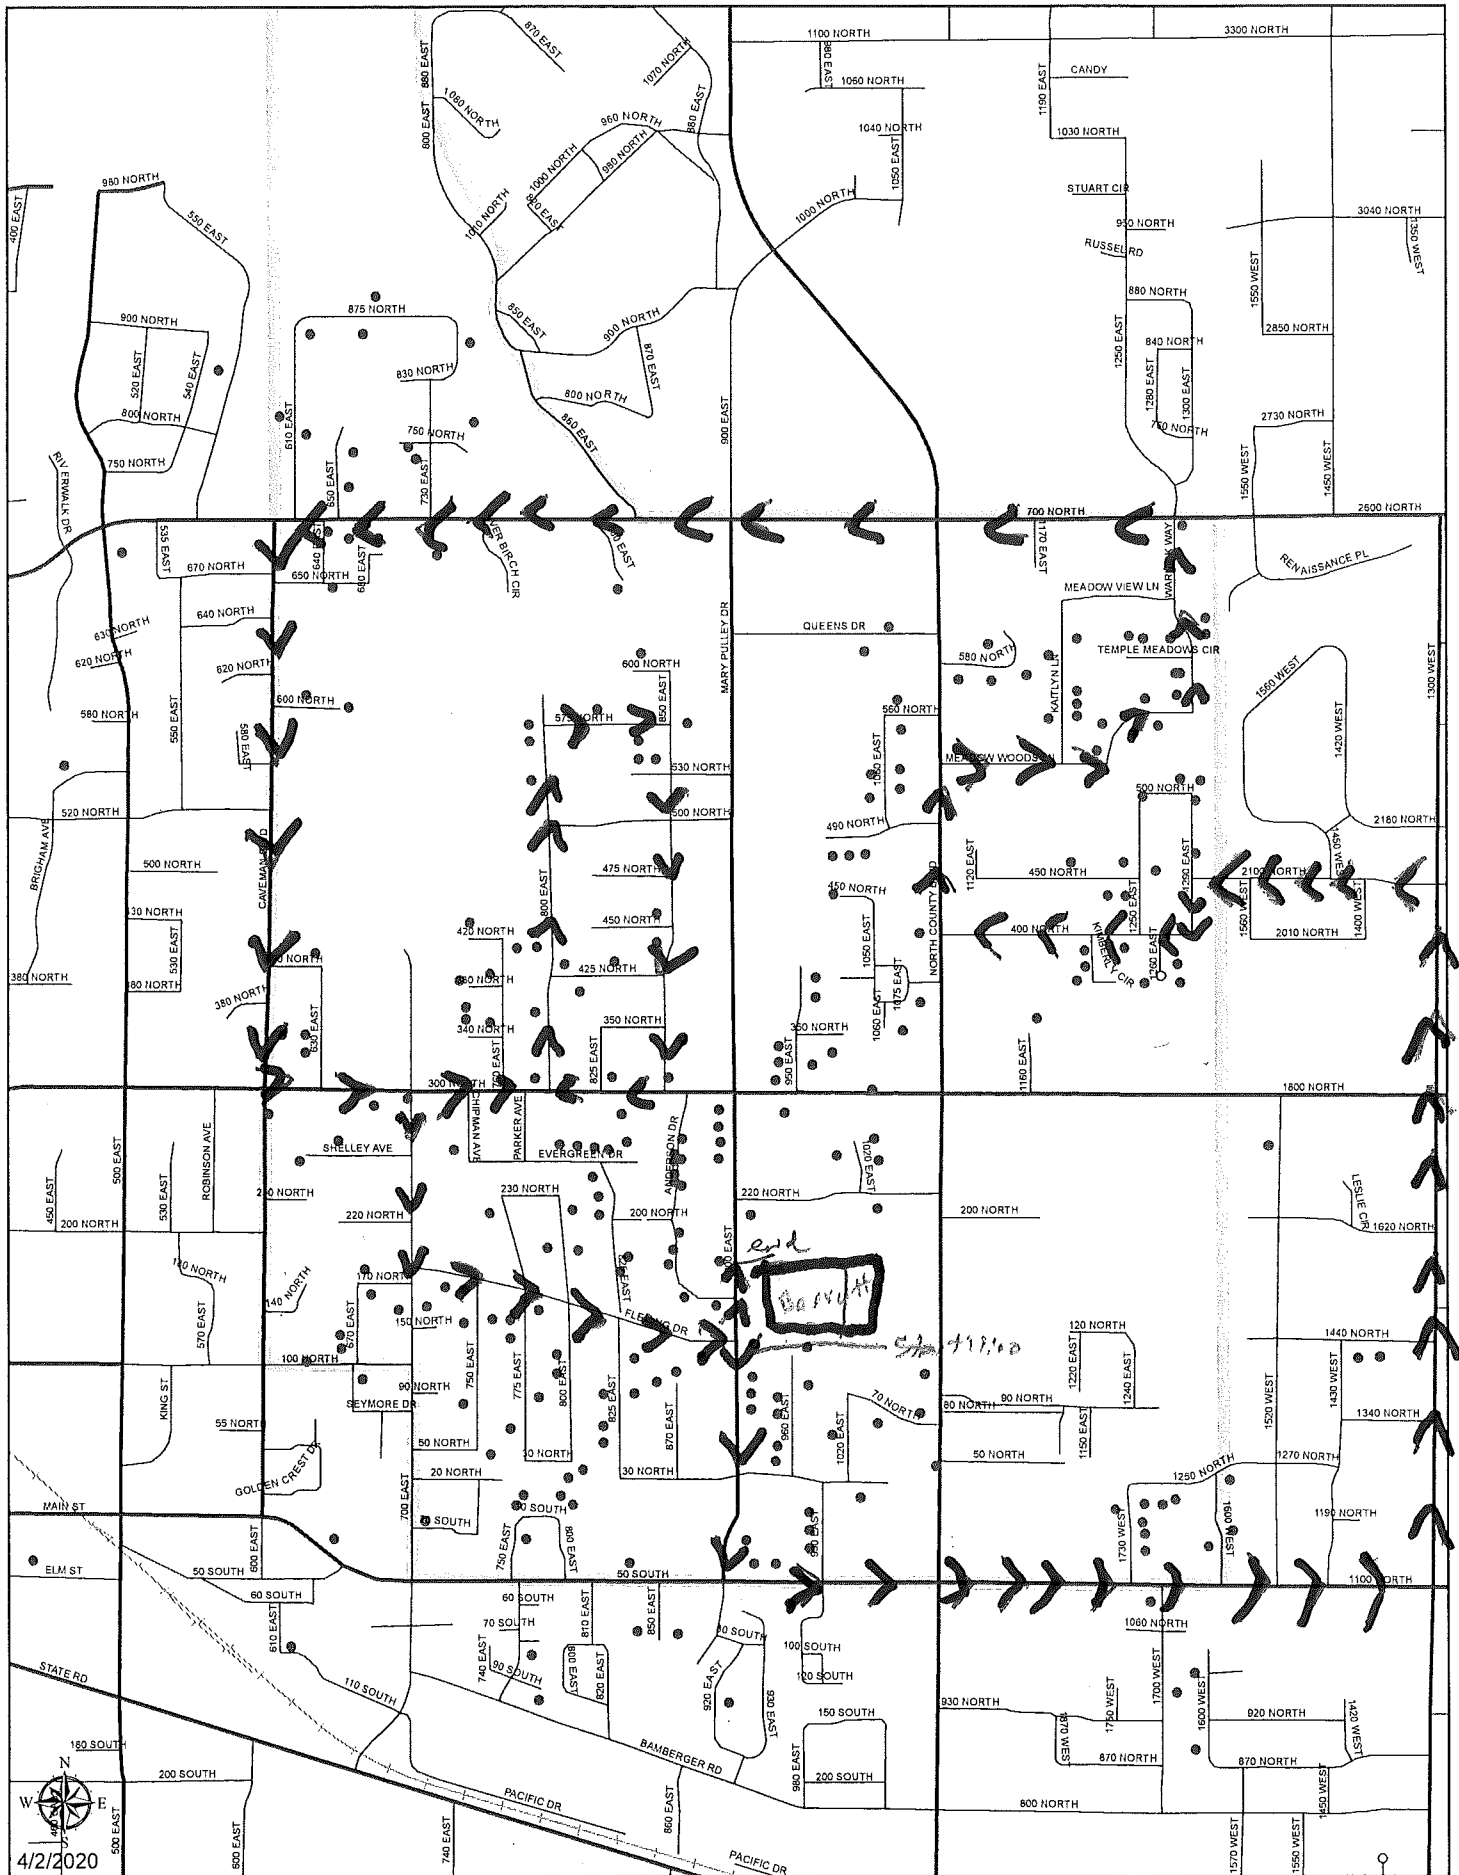 1100 NORTH
3300 NORTH
870 EAST
1070 NORTH
880 EAST
980 EAST
1060 NORTH
1190 EAST
CANDY
800 EAST
1080 NORTH
960 NORTH
880 EAST
1040 NORTH
1050 EAST
1030 NORTH
1000 NORTH
980 NORTH
980 NORTH
400 EAST
550 EAST
820 EAST
1000 NORTH
STUART CIR
3040 NORTH
1350 WEST
RUSSEL RD
1550 WEST
880 NORTH
875 NORTH
850 EAST
900 NORTH
900 NORTH
870 EAST
1250 EAST
2850 NORTH
840 NORTH
520 EAST
540 EAST
830 NORTH
800 NORTH
1280 EAST
1300 EAST
800 NORTH
610 EAST
860 EAST
900 EAST
2730 NORTH
750 NORTH
750 NORTH
RIVERWALK DR
650 EAST
730 EAST
1550 WEST
1450 WEST
700 NORTH
2600 NORTH
535 EAST
670 NORTH
650 NORTH
680 EAST
1170 EAST
WARNICK WAY
RENAISSANCE PL
MEADOW VIEW LN
640 NORTH
630 NORTH
620 NORTH
620 NORTH
QUEENS DR
MARY PULLEY DR
580 NORTH
KAITLYN LN
TEMPLE MEADOWS CIR
1560 WEST
1300 WEST
600 NORTH
600 NORTH
850 EAST
580 NORTH
550 EAST
580 EAST
575 NORTH
560 NORTH
1420 WEST
530 NORTH
1060 EAST
500 NORTH
520 NORTH
BRIGHAM AVE
500 NORTH
490 NORTH
2180 NORTH
500 NORTH
475 NORTH
1120 EAST
450 NORTH
1290 EAST
2100 NORTH
1400 WEST
800 EAST
450 NORTH
450 NORTH
NORTH COUNTY BLVD
1250 EAST
1560 WEST
430 NORTH
530 EAST
420 NORTH
425 NORTH
1050 EAST
400 NORTH
KIMBERLY CIR
1260 EAST
2010 NORTH
380 NORTH
380 NORTH
380 NORTH
1075 EAST
1060 EAST
630 EAST
340 NORTH
350 NORTH
825 EAST
350 NORTH
950 EAST
1160 EAST
300 NORTH
1800 NORTH
500 EAST
ROBINSON AVE
SHELLEY AVE
CHIPMAN AVE
PARKER AVE
EVERGREEN DR
ANDERSON DR
1020 EAST
450 EAST
530 EAST
220 NORTH
230 NORTH
200 NORTH
220 NORTH
200 NORTH
LESLIE CIR
1620 NORTH
200 NORTH
end
170 NORTH
140 NORTH
570 EAST
670 EAST
150 NORTH
Barratt
120 NORTH
1440 NORTH
100 NORTH
750 EAST
775 EAST
800 EAST
825 EAST
870 EAST
960 EAST
1220 EAST
1240 EAST
1430 WEST
1520 WEST
KING ST
90 NORTH
SEYMORE DR
70 NORTH
80 NORTH
90 NORTH
1150 EAST
1340 NORTH
55 NORTH
50 NORTH
1020 EAST
50 NORTH
1270 NORTH
1250 NORTH
GOLDEN CREST DR
20 NORTH
30 NORTH
MAIN ST
700 EAST
750 EAST
600 EAST
1730 WEST
1600 WEST
1190 NORTH
ELM ST
50 SOUTH
50 SOUTH
1100 NORTH
60 SOUTH
60 SOUTH
810 EAST
850 EAST
1060 NORTH
610 EAST
70 SOUTH
740 EAST
90 SOUTH
800 EAST
820 EAST
100 SOUTH
120 SOUTH
1700 WEST
STATE RD
110 SOUTH
920 EAST
930 EAST
150 SOUTH
930 NORTH
1750 WEST
1600 WEST
920 NORTH
1420 WEST
180 SOUTH
BAMBERGER RD
870 NORTH
870 NORTH
200 SOUTH
980 EAST
200 SOUTH
800 NORTH
1450 WEST
N
W E
S
PACIFIC DR
860 EAST
500 EAST
600 EAST
740 EAST
PACIFIC DR
1570 WEST
1550 WEST
4/2/2020